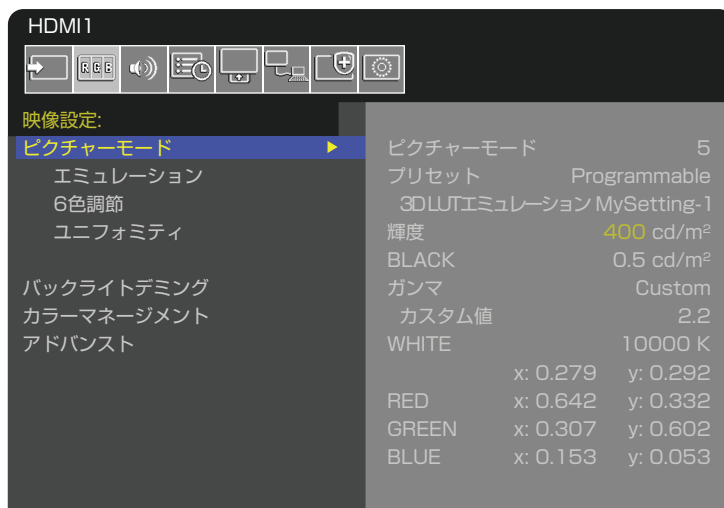 HDMI1
RGB
映像設定:
ピクチャーモード
エミュレーション
6色調節
ユニフォミティ
バックライトデミング
カラーマネージメント
アドバンスト
ピクチャーモード 5
プリセット Programmable
3D LUTエミュレーション MySetting-1
輝度 400 cd/m²
BLACK 0.5 cd/m²
ガンマ Custom
カスタム値 2.2
WHITE 10000 K
x: 0.279 y: 0.292
RED x: 0.642 y: 0.332
GREEN x: 0.307 y: 0.602
BLUE x: 0.153 y: 0.053